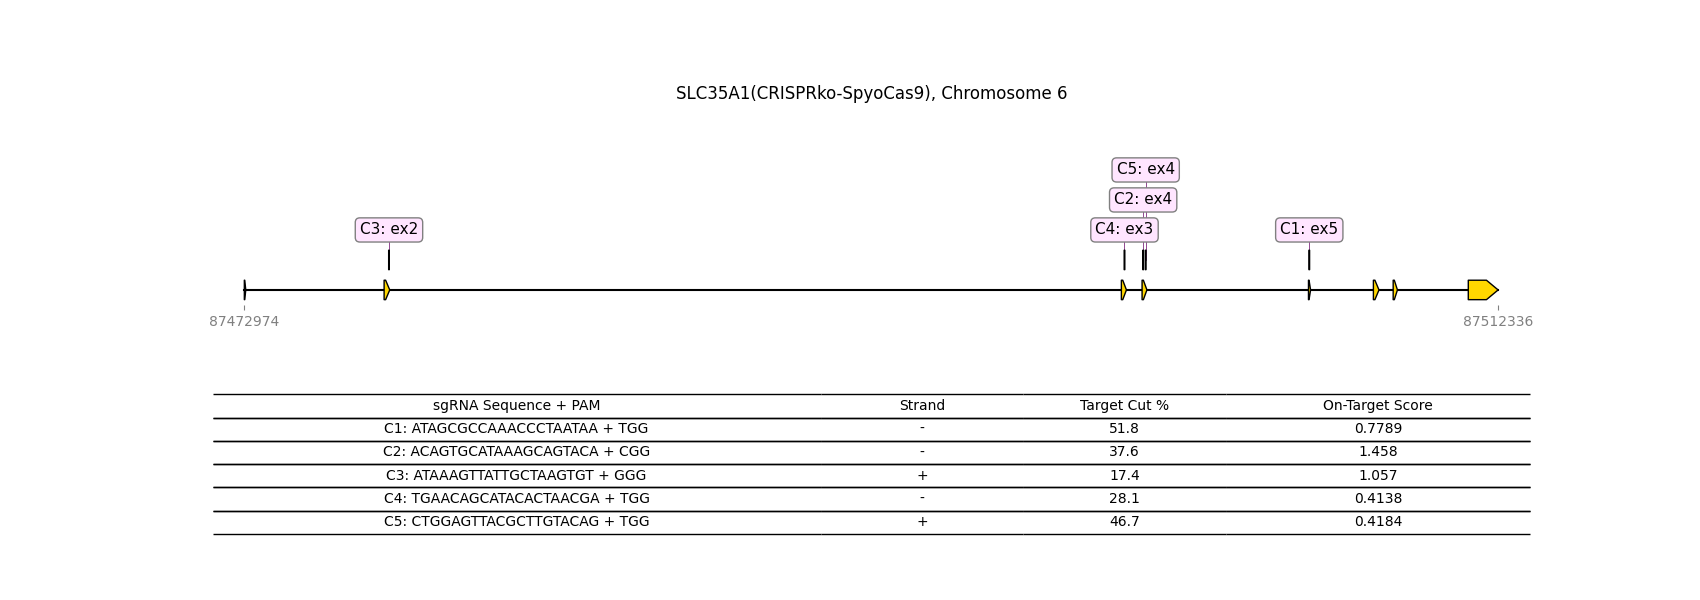 SLC35A1(CRISPRko-SpyoCas9), Chromosome 6
C5: ex4
C2: ex4
C3: ex2
C4: ex3
C1: ex5
87472974
87512336
sgRNA Sequence + PAM Strand Target Cut % On-Target Score
C1: ATAGCGCCAAACCCTAATAA + TGG - 51.8 0.7789
C2: ACAGTGCATAAAGCAGTACA + CGG - 37.6 1.458
C3: ATAAAGTTATTGCTAAGTGT + GGG + 17.4 1.057
C4: TGAACAGCATACACTAACGA + TGG - 28.1 0.4138
C5: CTGGAGTTACGCTTGTACAG + TGG + 46.7 0.4184